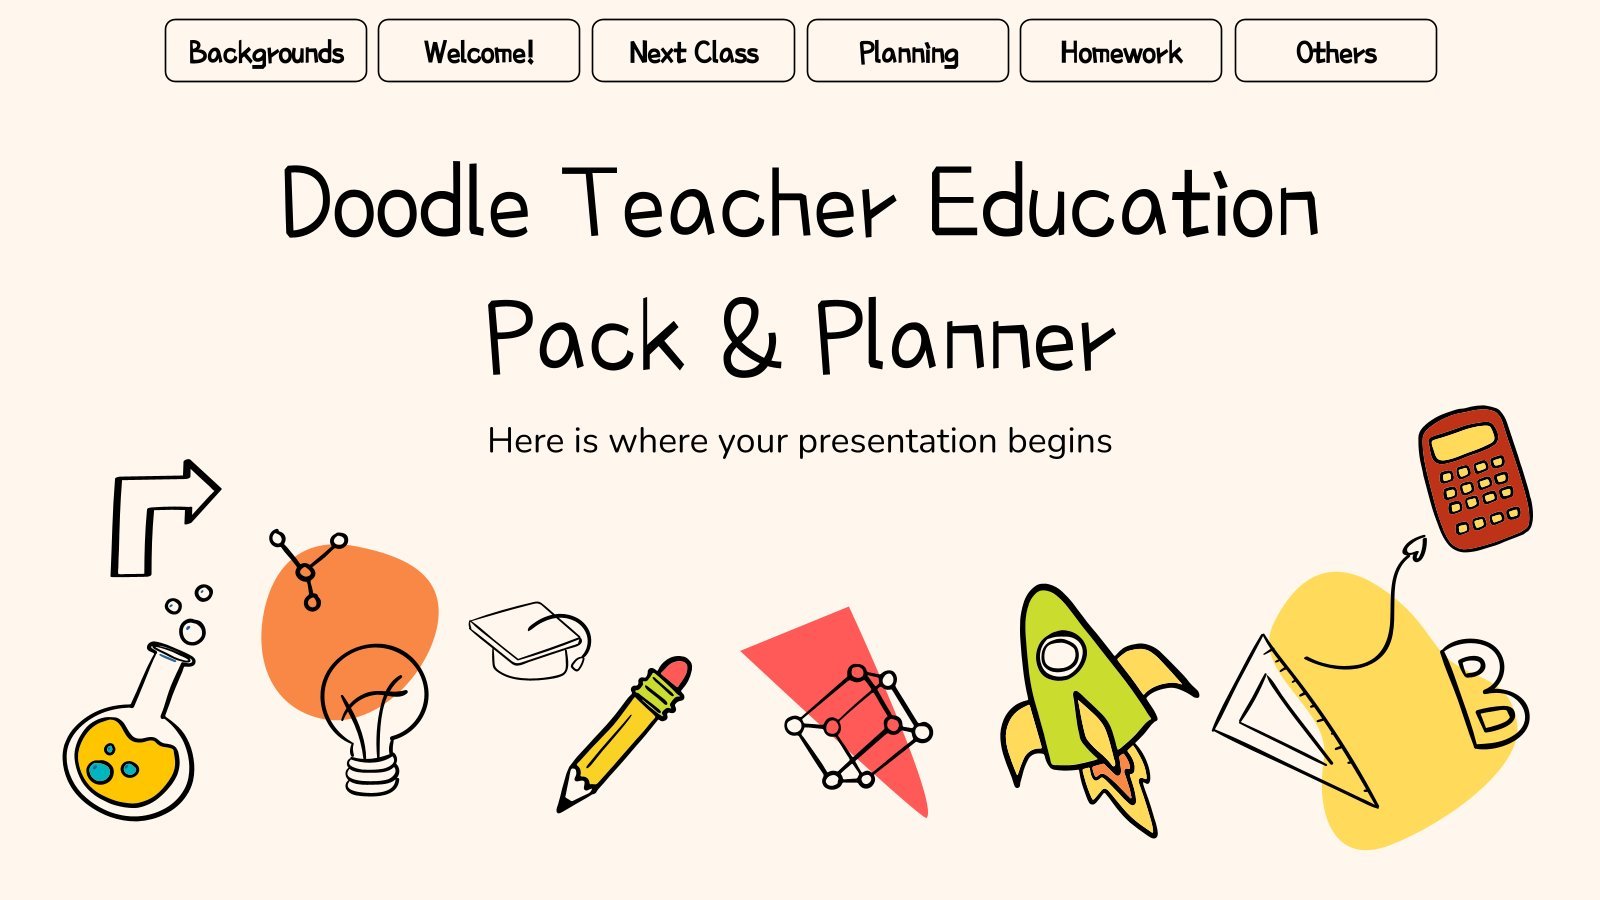 Backgrounds
Welcome!
Next Class
Planning
Homework
Others
Doodle Teacher Education
Pack & Planner
Here is where your presentation begins
B